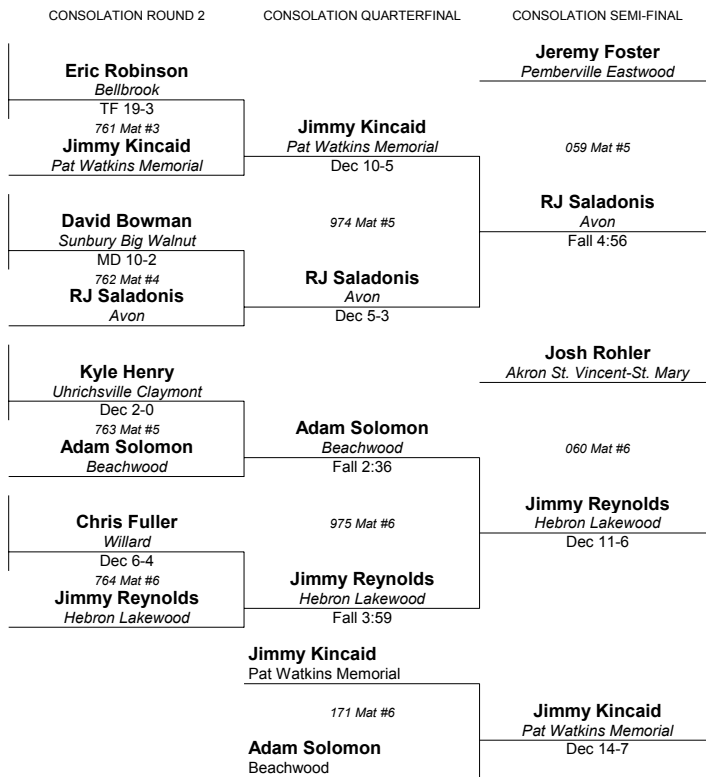 CONSOLATION ROUND 2
CONSOLATION QUARTERFINAL
CONSOLATION SEMI-FINAL
Eric Robinson
Bellbrook
TF 19-3
761 Mat #3
Jimmy Kincaid
Pat Watkins Memorial
David Bowman
Sunbury Big Walnut
MD 10-2
762 Mat #4
RJ Saladonis
Avon
Kyle Henry
Uhrichsville Claymont
Dec 2-0
763 Mat #5
Adam Solomon
Beachwood
Chris Fuller
Willard
Dec 6-4
764 Mat #6
Jimmy Reynolds
Hebron Lakewood
Jimmy Kincaid
Pat Watkins Memorial
Dec 10-5
974 Mat #5
RJ Saladonis
Avon
Dec 5-3
Adam Solomon
Beachwood
Fall 2:36
975 Mat #6
Jimmy Reynolds
Hebron Lakewood
Fall 3:59
Jeremy Foster
Pemberville Eastwood
059 Mat #5
RJ Saladonis
Avon
Fall 4:56
Josh Rohler
Akron St. Vincent-St. Mary
060 Mat #6
Jimmy Reynolds
Hebron Lakewood
Dec 11-6
Jimmy Kincaid
Pat Watkins Memorial
171 Mat #6
Adam Solomon
Beachwood
Jimmy Kincaid
Pat Watkins Memorial
Dec 14-7